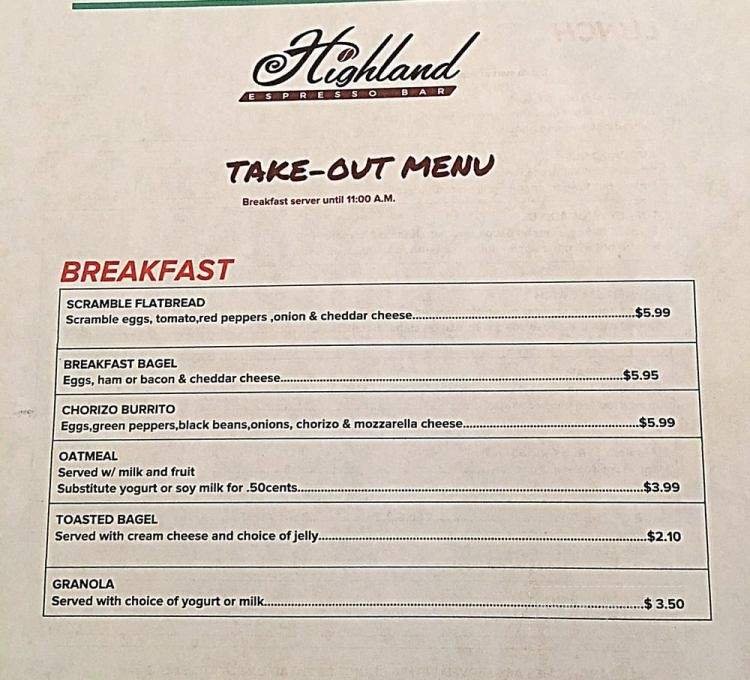 Highland
ESPRESSO BAR
TAKE-OUT MENU
Breakfast server until 11:00 A.M.
BREAKFAST
SCRAMBLE FLATBREAD
Scramble eggs, tomato,red peppers ,onion & cheddar cheese.....$5.99
BREAKFAST BAGEL
Eggs, ham or bacon & cheddar cheese.....$5.95
CHORIZO BURRITO
Eggs,green peppers,black beans,onions, chorizo & mozzarella cheese.....$5.99
OATMEAL
Served w/ milk and fruit
Substitute yogurt or soy milk for .50cents.....$3.99
TOASTED BAGEL
Served with cream cheese and choice of jelly.....$2.10
GRANOLA
Served with choice of yogurt or milk.....$ 3.50